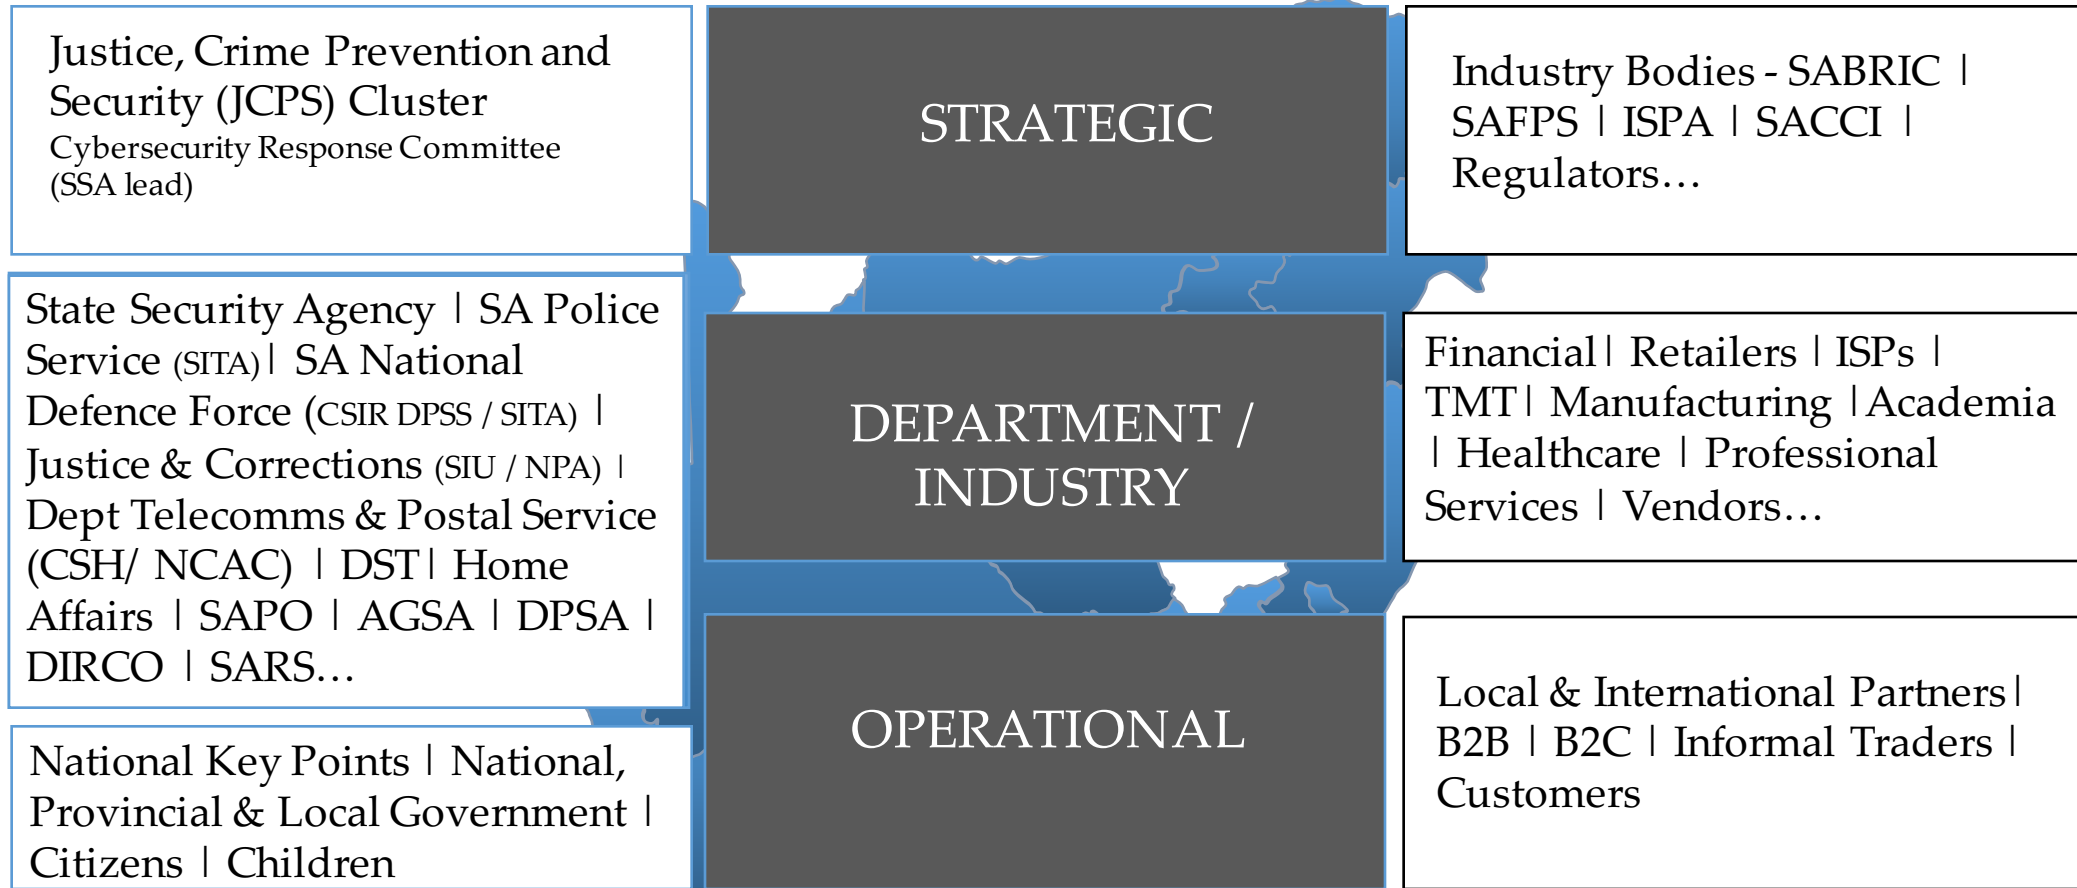 Justice, Crime Prevention and
Security (JCPS) Cluster
Cybersecurity Response Committee
(SSA lead)
STRATEGIC
Industry Bodies - SABRIC |
SAFPS | ISPA | SACCI |
Regulators…
State Security Agency | SA Police
Service (SITA)| SA National
Defence Force (CSIR DPSS / SITA) |
Justice & Corrections (SIU / NPA) |
Dept Telecomms & Postal Service
(CSH/ NCAC) | DST| Home
Affairs | SAPO | AGSA | DPSA |
DIRCO | SARS…
DEPARTMENT /
INDUSTRY
Financial| Retailers | ISPs |
TMT| Manufacturing |Academia
| Healthcare | Professional
Services | Vendors…
National Key Points | National,
Provincial & Local Government |
Citizens | Children
OPERATIONAL
Local & International Partners|
B2B | B2C | Informal Traders |
Customers